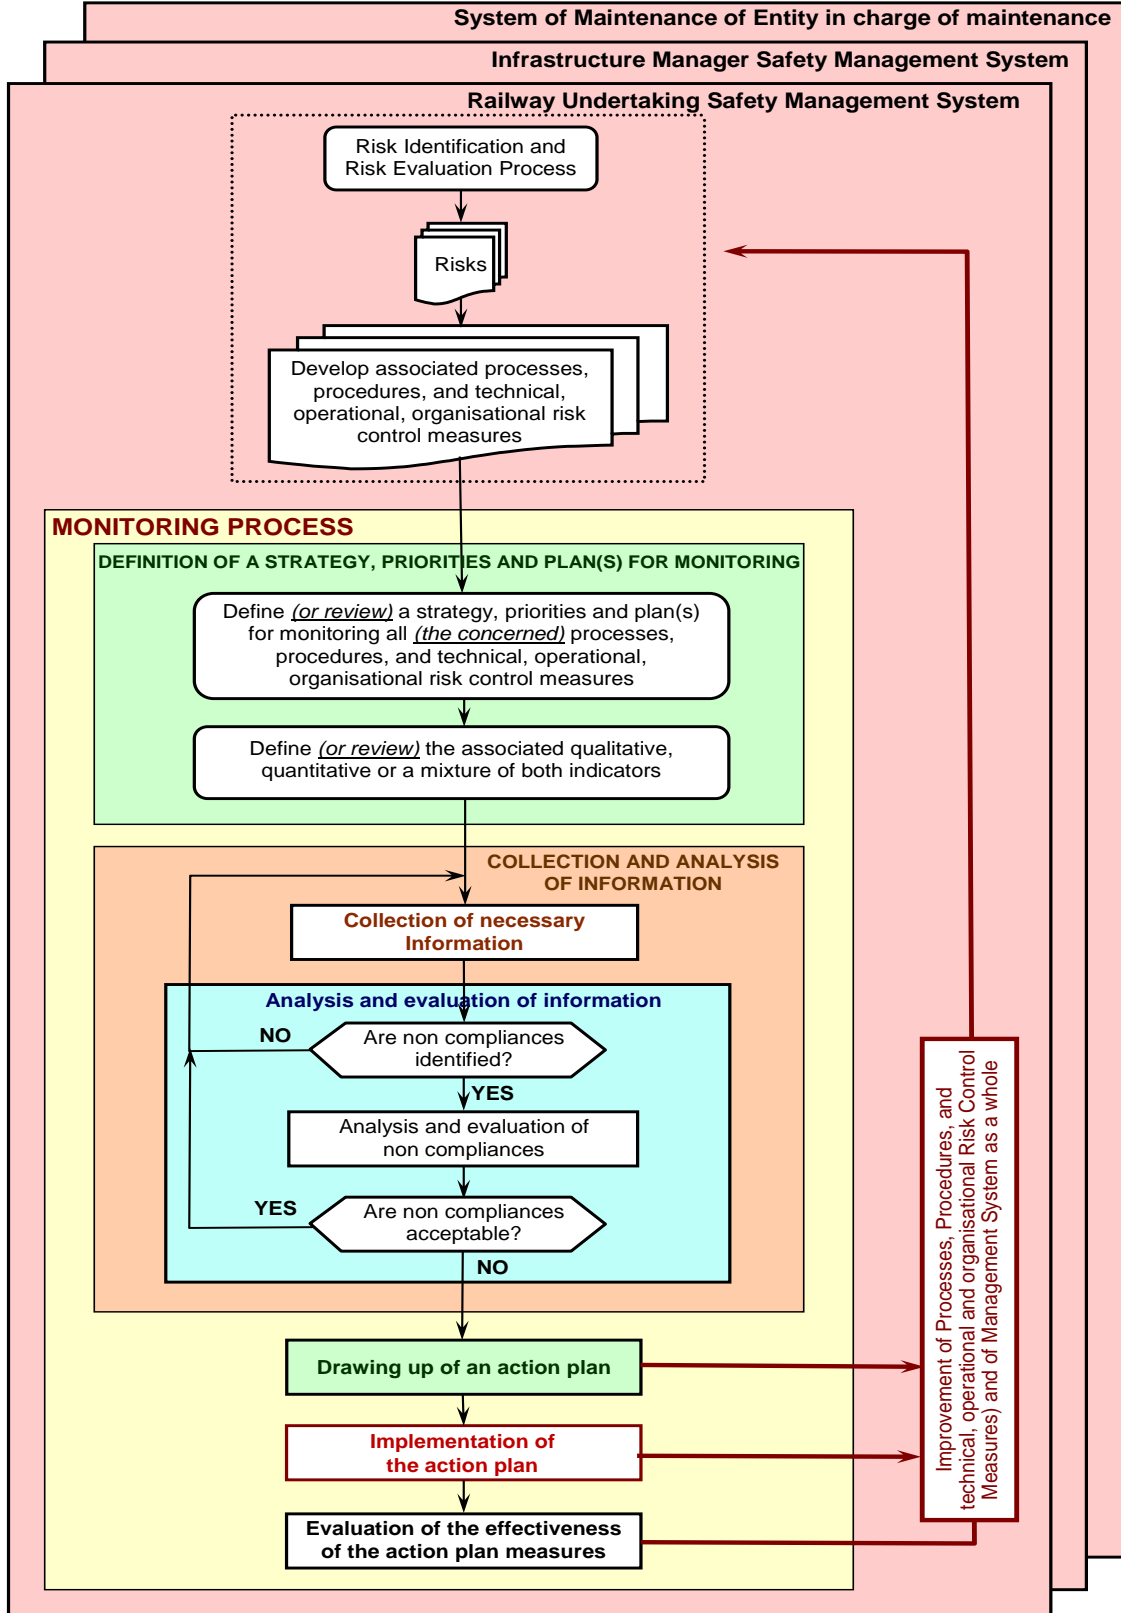 System of Maintenance of Entity in charge of maintenance
Infrastructure Manager Safety Management System
Railway Undertaking Safety Management System
Risk Identification and
Risk Evaluation Process
Risks
Develop associated processes,
procedures, and technical,
operational, organisational risk
control measures
MONITORING PROCESS
DEFINITION OF A STRATEGY, PRIORITIES AND PLAN(S) FOR MONITORING
Define (or review) a strategy, priorities and plan(s)
for monitoring all (the concerned) processes,
procedures, and technical, operational,
organisational risk control measures
Define (or review) the associated qualitative,
quantitative or a mixture of both indicators
COLLECTION AND ANALYSIS
OF INFORMATION
Collection of necessary
Information
Analysis and evaluation of information
NO
Are non compliances
identified?
YES
Analysis and evaluation of
non compliances
YES
Are non compliances
acceptable?
NO
Drawing up of an action plan
Implementation of
the action plan
Evaluation of the effectiveness
of the action plan measures
Improvement of Processes, Procedures, and
technical, operational and organisational Risk Control
Measures) and of Management System as a whole